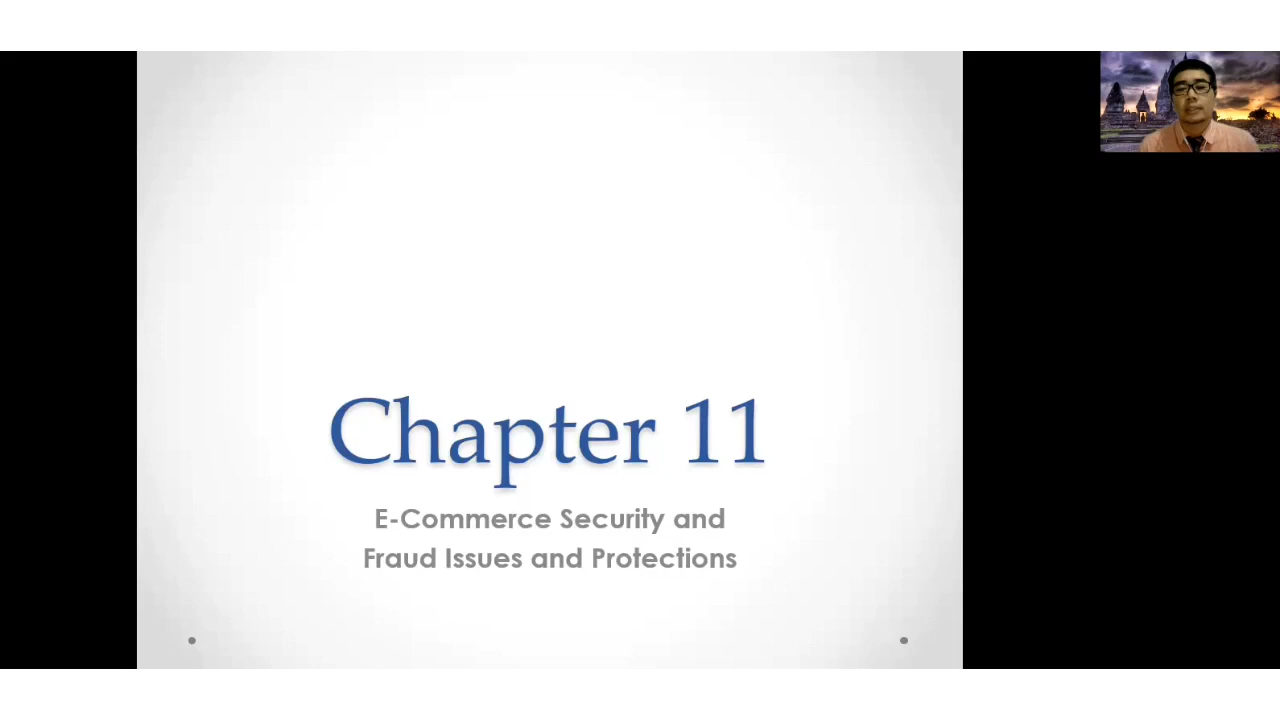 Chapter 11
E-Commerce Security and
Fraud Issues and Protections